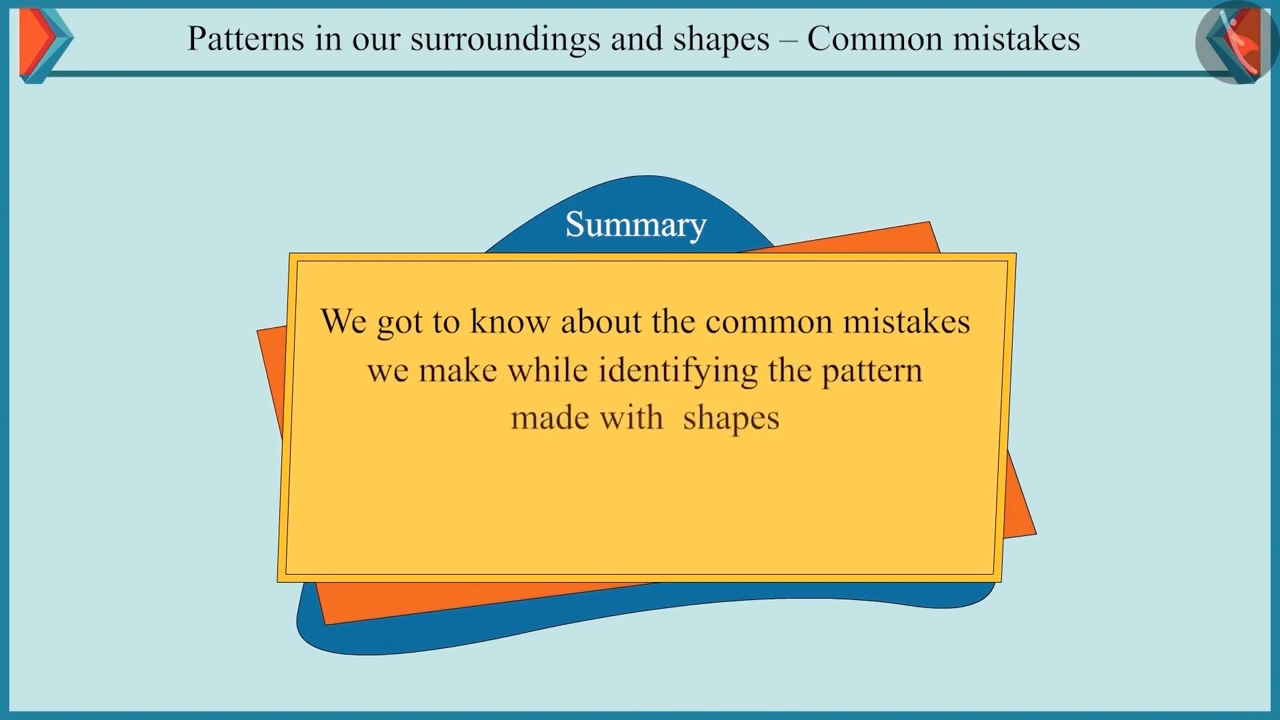 Patterns in our surroundings and shapes – Common mistakes
Summary
We got to know about the common mistakes
we make while identifying the pattern
made with  shapes